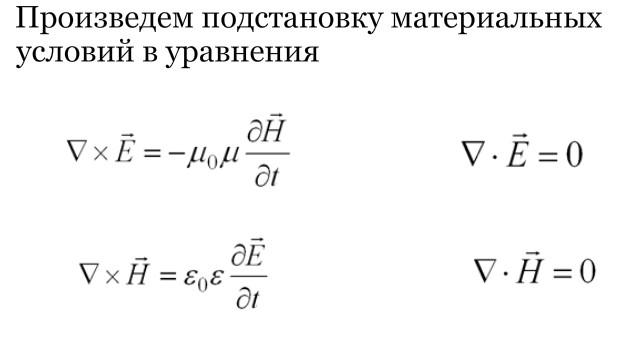 Произведем подстановку материальных
условий в уравнения
∇ × E⃗ = −μ₀μ ∂H⃗/∂t    ∇ · E⃗ = 0
∇ × H⃗ = ε₀ε ∂E⃗/∂t    ∇ · H⃗ = 0